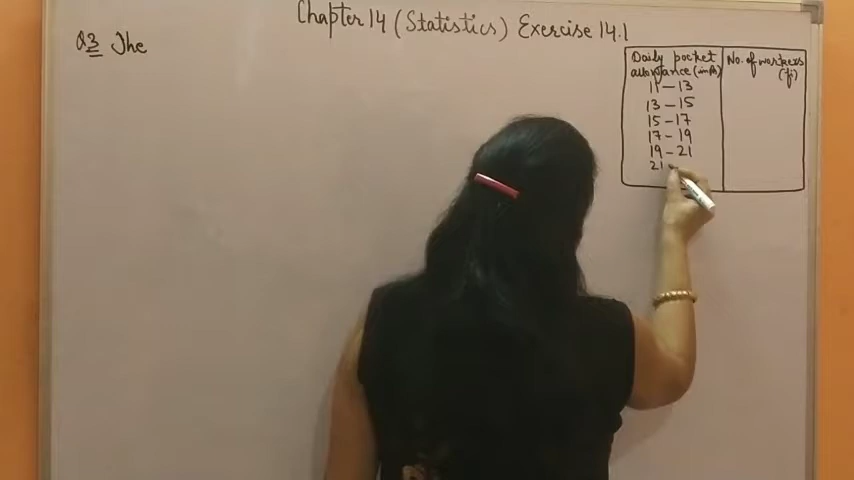 Chapter 14 (Statistics) Exercise 14.1
Q3 The
Daily pocket
allowance (in ₨)
No. of workers
(fi)
11 – 13
13 – 15
15 – 17
17 – 19
19 – 21
21 –